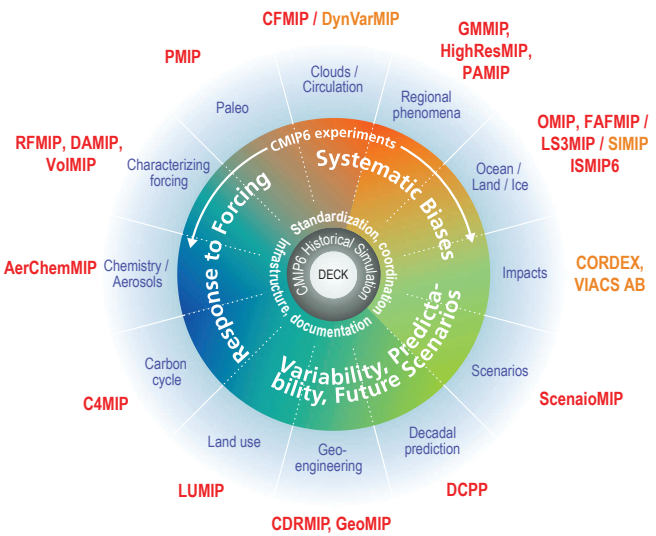 CFMIP / DynVarMIP
GMMIP,
HighResMIP,
PAMIP
PMIP
Clouds /
Circulation
Regional
phenomena
Paleo
OMIP, FAFMIP /
LS3MIP / SIMIP
ISMIP6
RFMIP, DAMIP,
VolMIP
Characterizing
forcing
Ocean /
Land / Ice
CMIP6 experiments
Systematic Biases
Response to Forcing
Standardization, coordination
Infrastructure, documentation
CMIP6 Historical Simulation
DECK
AerChemMIP
Chemistry /
Aerosols
Impacts
CORDEX,
VIACS AB
Variability, Predicta-
bility, Future Scenarios
Carbon
cycle
Scenarios
C4MIP
ScenaioMIP
Land use
Geo-
engineering
Decadal
prediction
LUMIP
DCPP
CDRMIP, GeoMIP